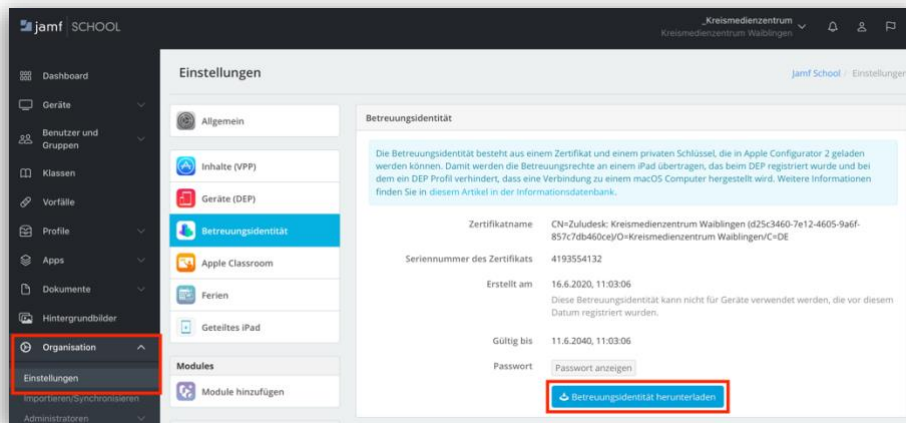 jamf SCHOOL
_Kreismedienzentrum
Kreismedienzentrum Waiblingen
Dashboard
Geräte
Benutzer und
Gruppen
Klassen
Vorfälle
Profile
Apps
Dokumente
Hintergrundbilder
Organisation
Einstellungen
Importieren/Synchronisieren
Administratoren
Einstellungen
Jamf School / Einstellungen
Allgemein
Inhalte (VPP)
Geräte (DEP)
Betreuungsidentität
Apple Classroom
Ferien
Geteiltes iPad
Modules
Module hinzufügen
Betreuungsidentität
Die Betreuungsidentität besteht aus einem Zertifikat und einem privaten Schlüssel, die in Apple Configurator 2 geladen
werden können. Damit werden die Betreuungsrechte an einem iPad übertragen, das beim DEP registriert wurde und bei
dem ein DEP Profil verhindert, dass eine Verbindung zu einem macOS Computer hergestellt wird. Weitere Informationen
finden Sie in diesem Artikel in der Informationsdatenbank.
Zertifikatname CN=Zuludesk: Kreismedienzentrum Waiblingen (d25c3460-7e12-4605-9a6f-
857c7db460ce)/O=Kreismedienzentrum Waiblingen/C=DE
Seriennummer des Zertifikats 4193554132
Erstellt am 16.6.2020, 11:03:06
Diese Betreuungsidentität kann nicht für Geräte verwendet werden, die vor diesem
Datum registriert wurden.
Gültig bis 11.6.2040, 11:03:06
Passwort Passwort anzeigen
Betreuungsidentität herunterladen